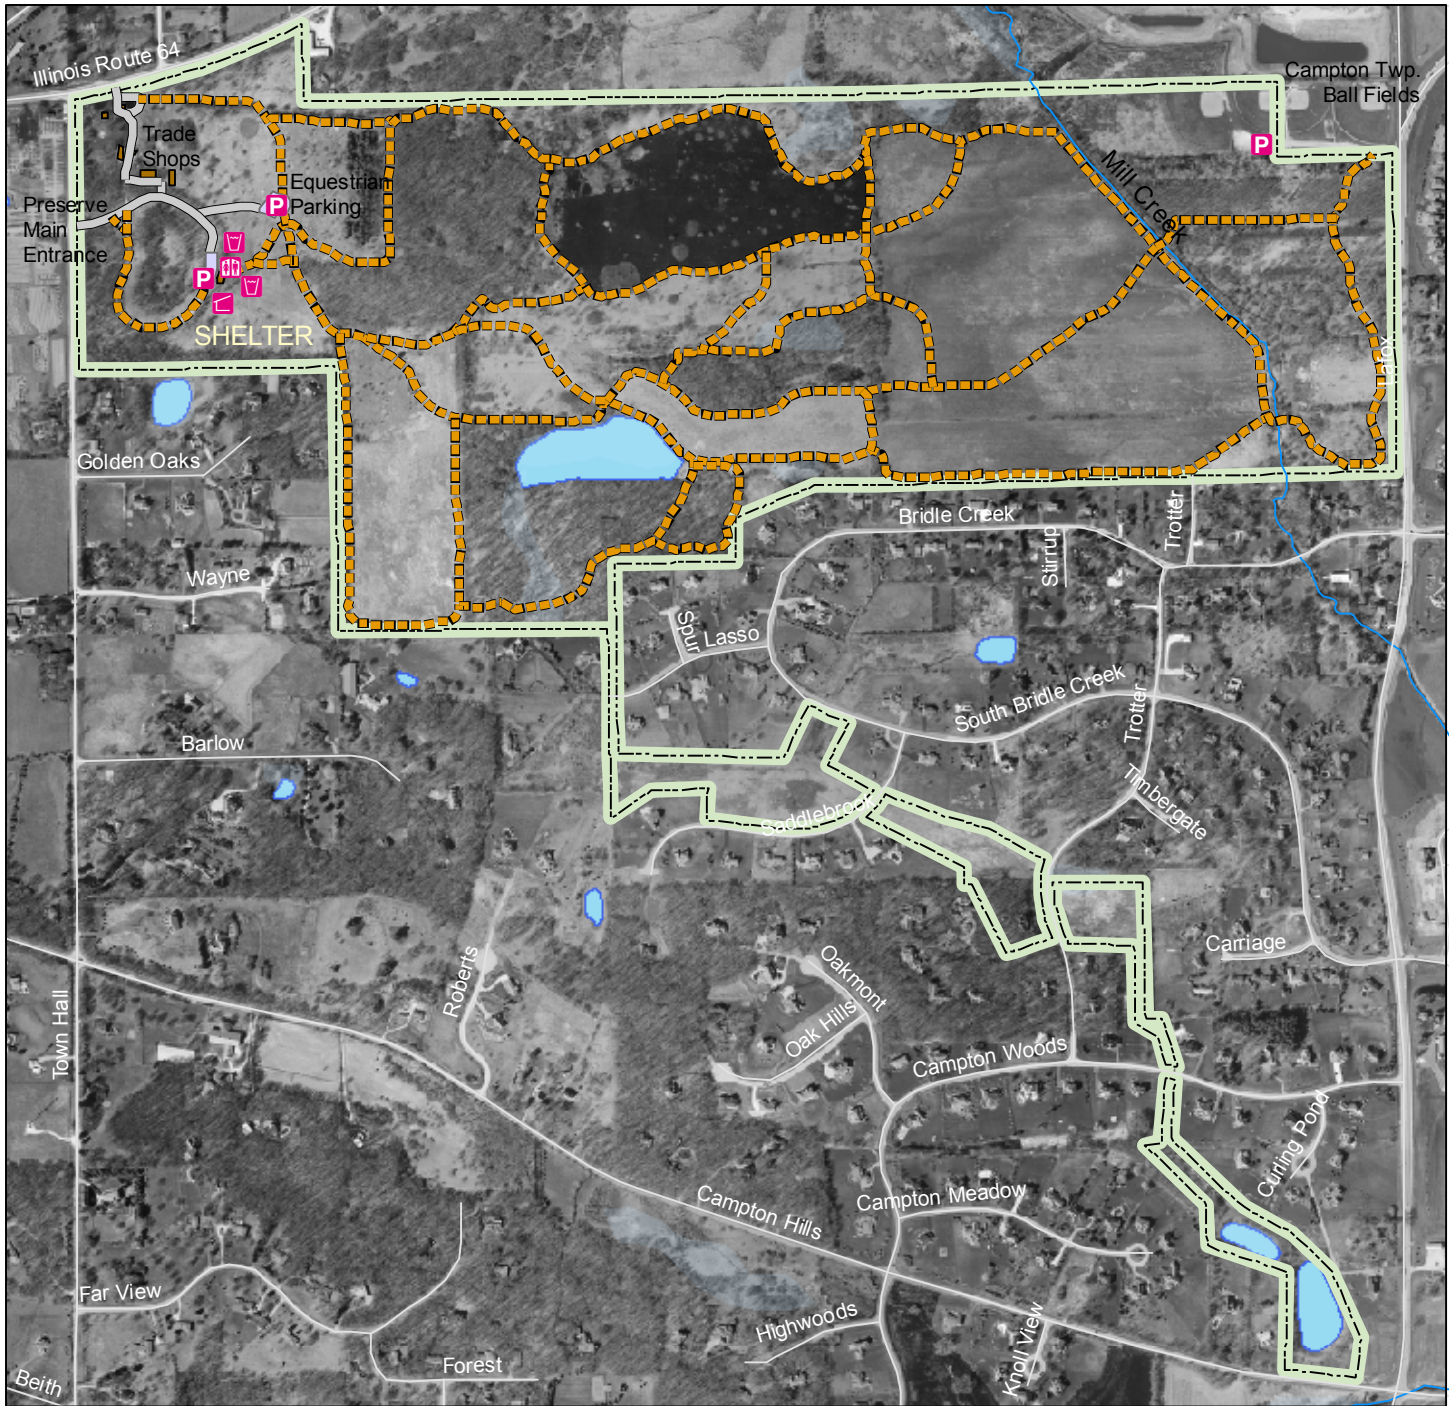 Illinois Route 64
Campton Twp.
Ball Fields
P
Trade
Shops
Mill Creek
Equestrian
Parking
P
Preserve
Main
Entrance
P
SHELTER
Lafox
Golden Oaks
Bridle Creek
Trotter
Stirrup
Wayne
Spur
Lasso
South Bridle Creek
Trotter
Barlow
Timbergate
Saddlebrook
Carriage
Roberts
Oakmont
Oak Hills
Town Hall
Campton Woods
Curling Pond
Campton Meadow
Campton Hills
Far View
Highwoods
Knoll View
Forest
Beith